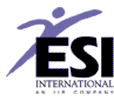 ESI
INTERNATIONAL
AN IIR COMPANY